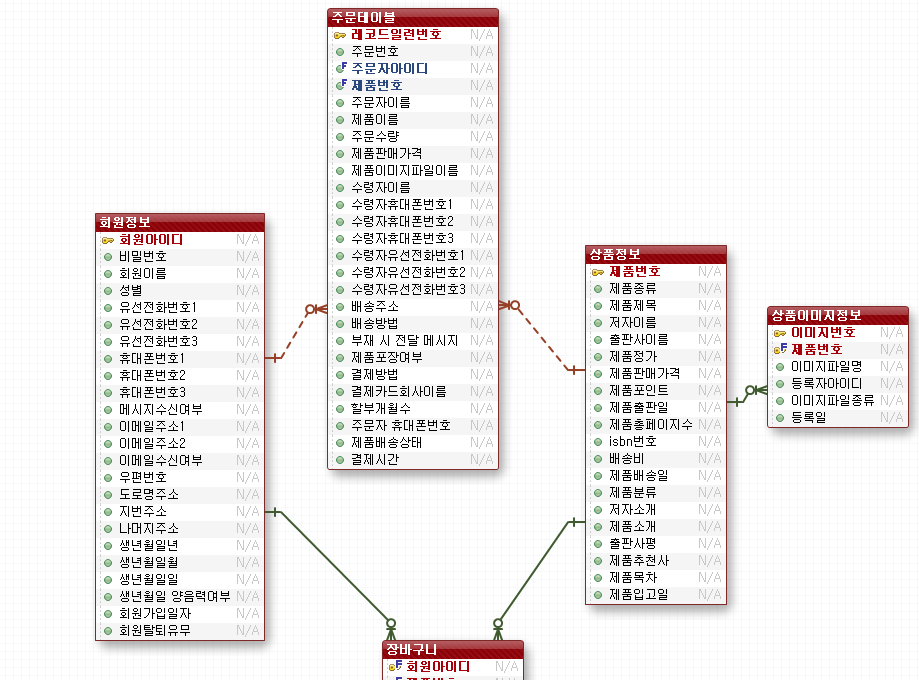 주문테이블
레코드일련번호 N/A
주문번호 N/A
주문자아이디 N/A
제품번호 N/A
주문자이름 N/A
제품이름 N/A
주문수량 N/A
제품판매가격 N/A
제품이미지파일이름 N/A
수령자이름 N/A
수령자휴대폰번호1 N/A
수령자휴대폰번호2 N/A
수령자휴대폰번호3 N/A
수령자유선전화번호1 N/A
수령자유선전화번호2 N/A
수령자유선전화번호3 N/A
배송주소 N/A
배송방법 N/A
부재 시 전달 메시지 N/A
제품포장여부 N/A
결제방법 N/A
결제카드회사이름 N/A
할부개월수 N/A
주문자 휴대폰번호 N/A
제품배송상태 N/A
결제시간 N/A
회원정보
회원아이디 N/A
비밀번호 N/A
회원이름 N/A
성별 N/A
유선전화번호1 N/A
유선전화번호2 N/A
유선전화번호3 N/A
휴대폰번호1 N/A
휴대폰번호2 N/A
휴대폰번호3 N/A
메시지수신여부 N/A
이메일주소1 N/A
이메일주소2 N/A
이메일수신여부 N/A
우편번호 N/A
도로명주소 N/A
지번주소 N/A
나머지주소 N/A
생년월일년 N/A
생년월일월 N/A
생년월일일 N/A
생년월일 양음력여부 N/A
회원가입일자 N/A
회원탈퇴유무 N/A
상품정보
제품번호 N/A
제품종류 N/A
제품제목 N/A
저자이름 N/A
출판사이름 N/A
제품정가 N/A
제품판매가격 N/A
제품포인트 N/A
제품출판일 N/A
제품총페이지수 N/A
isbn번호 N/A
배송비 N/A
제품배송일 N/A
제품분류 N/A
저자소개 N/A
제품소개 N/A
출판사평 N/A
제품추천사 N/A
제품목차 N/A
제품입고일 N/A
상품이미지정보
이미지번호 N/A
제품번호 N/A
이미지파일명 N/A
등록자아이디 N/A
이미지파일종류 N/A
등록일 N/A
장바구니
회원아이디 N/A